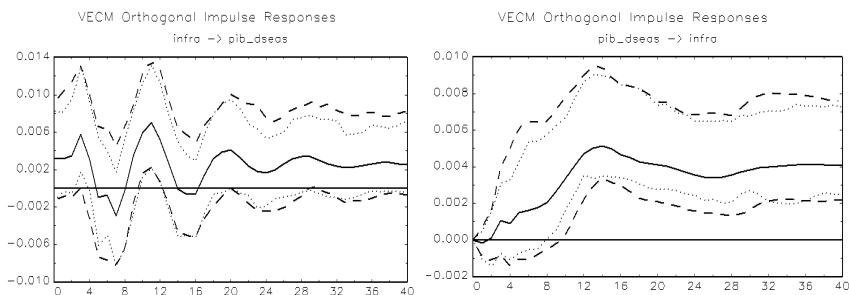 VECM Orthogonal Impulse Responses
infra -> pib_dseas
0.014
0.010
0.006
0.002
-0.002
-0.006
-0.010
0 4 8 12 16 20 24 28 32 36 40
VECM Orthogonal Impulse Responses
pib_dseas -> infra
0.010
0.008
0.006
0.004
0.002
0.000
-0.002
0 4 8 12 16 20 24 28 32 36 40